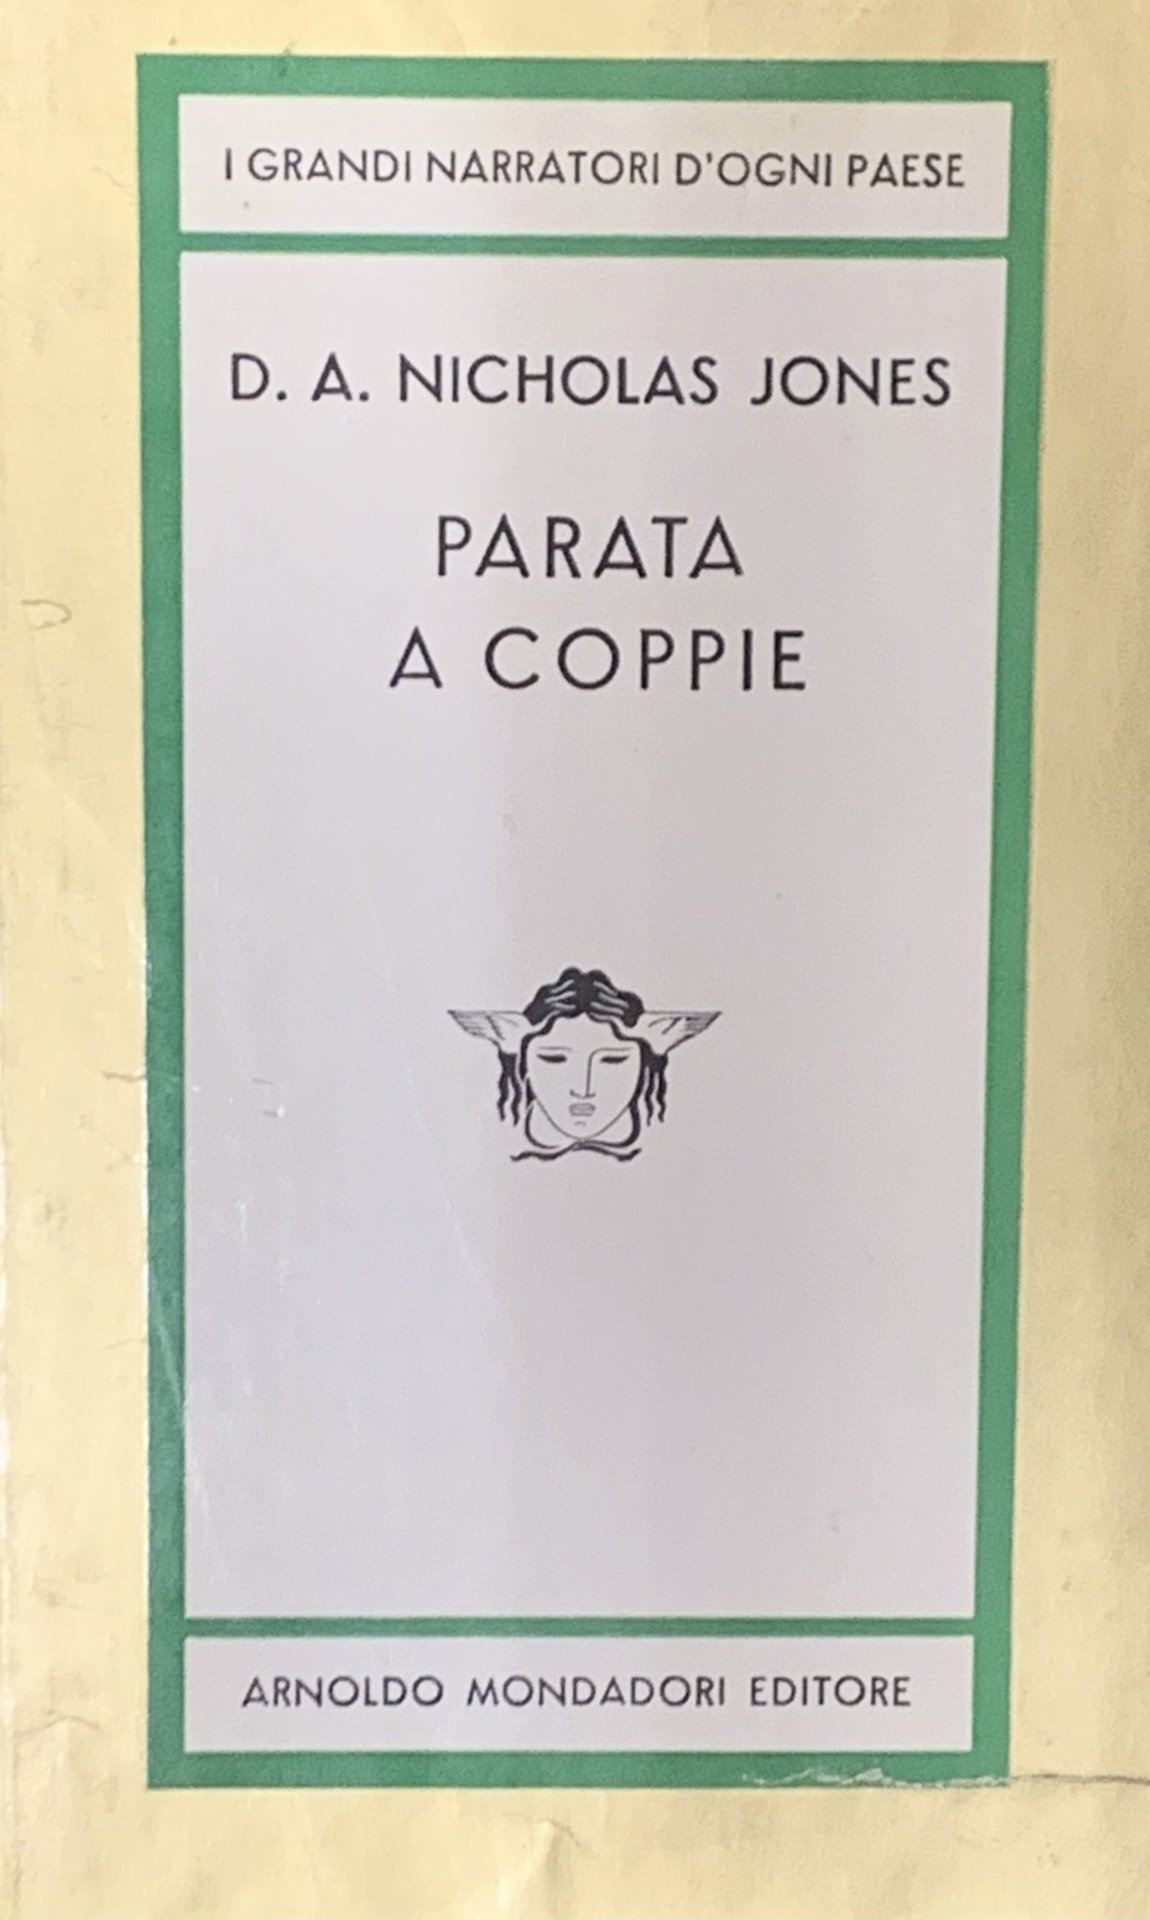 I GRANDI NARRATORI D'OGNI PAESE
D. A. NICHOLAS JONES
PARATA
A COPPIE
ARNOLDO MONDADORI EDITORE